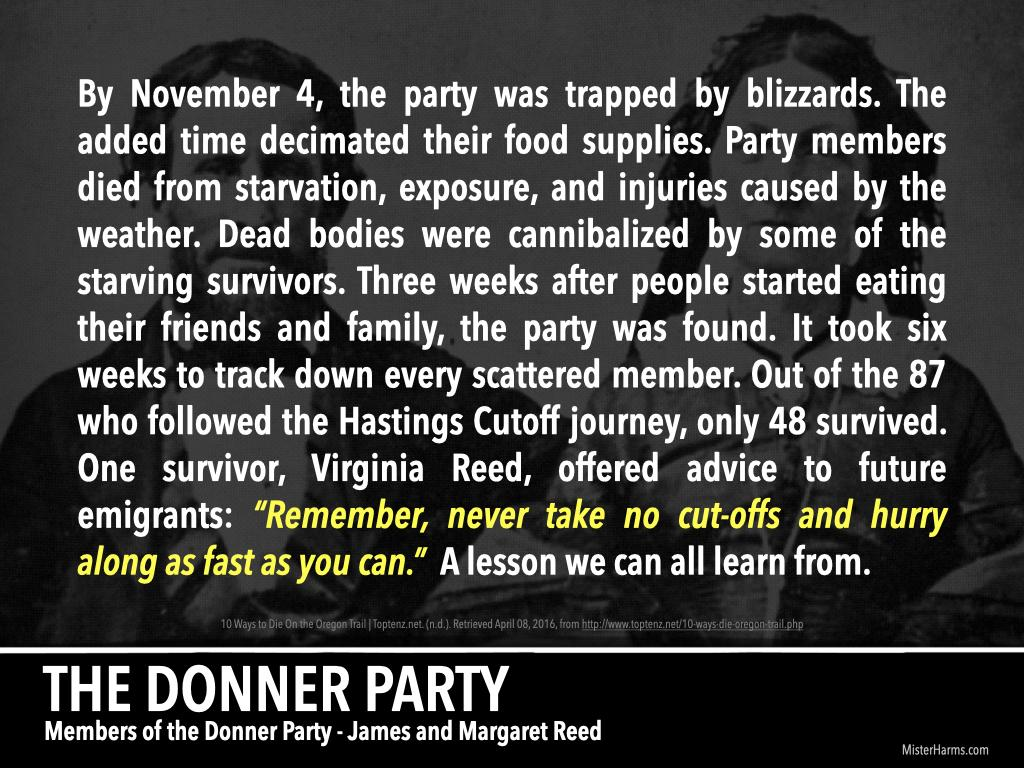 By November 4, the party was trapped by blizzards. The
added time decimated their food supplies. Party members
died from starvation, exposure, and injuries caused by the
weather. Dead bodies were cannibalized by some of the
starving survivors. Three weeks after people started eating
their friends and family, the party was found. It took six
weeks to track down every scattered member. Out of the 87
who followed the Hastings Cutoff journey, only 48 survived.
One survivor, Virginia Reed, offered advice to future
emigrants: “Remember, never take no cut-offs and hurry
along as fast as you can.” A lesson we can all learn from.
10 Ways to Die On the Oregon Trail | Toptenz.net. (n.d.). Retrieved April 08, 2016, from http://www.toptenz.net/10-ways-die-oregon-trail.php
THE DONNER PARTY
Members of the Donner Party - James and Margaret Reed
MisterHarms.com